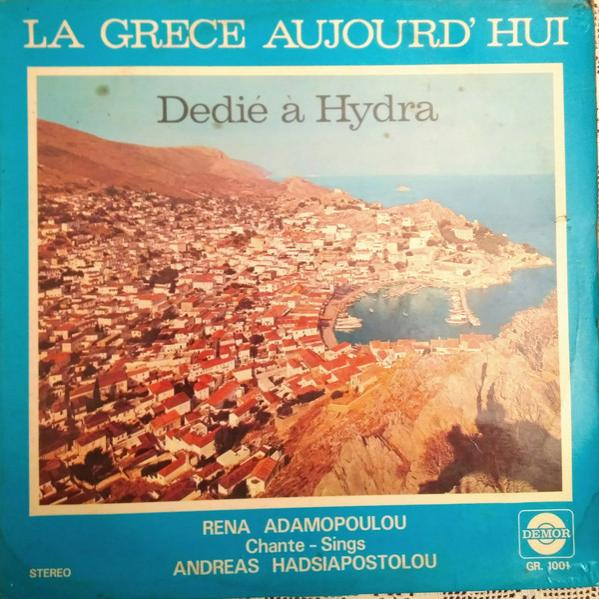 LA GRECE AUJOURD' HUI
Dedié à Hydra
RENA ADAMOPOULOU
Chante - Sings
ANDREAS HADSIAPOSTOLOU
STEREO
DEMOR
GR. 1001